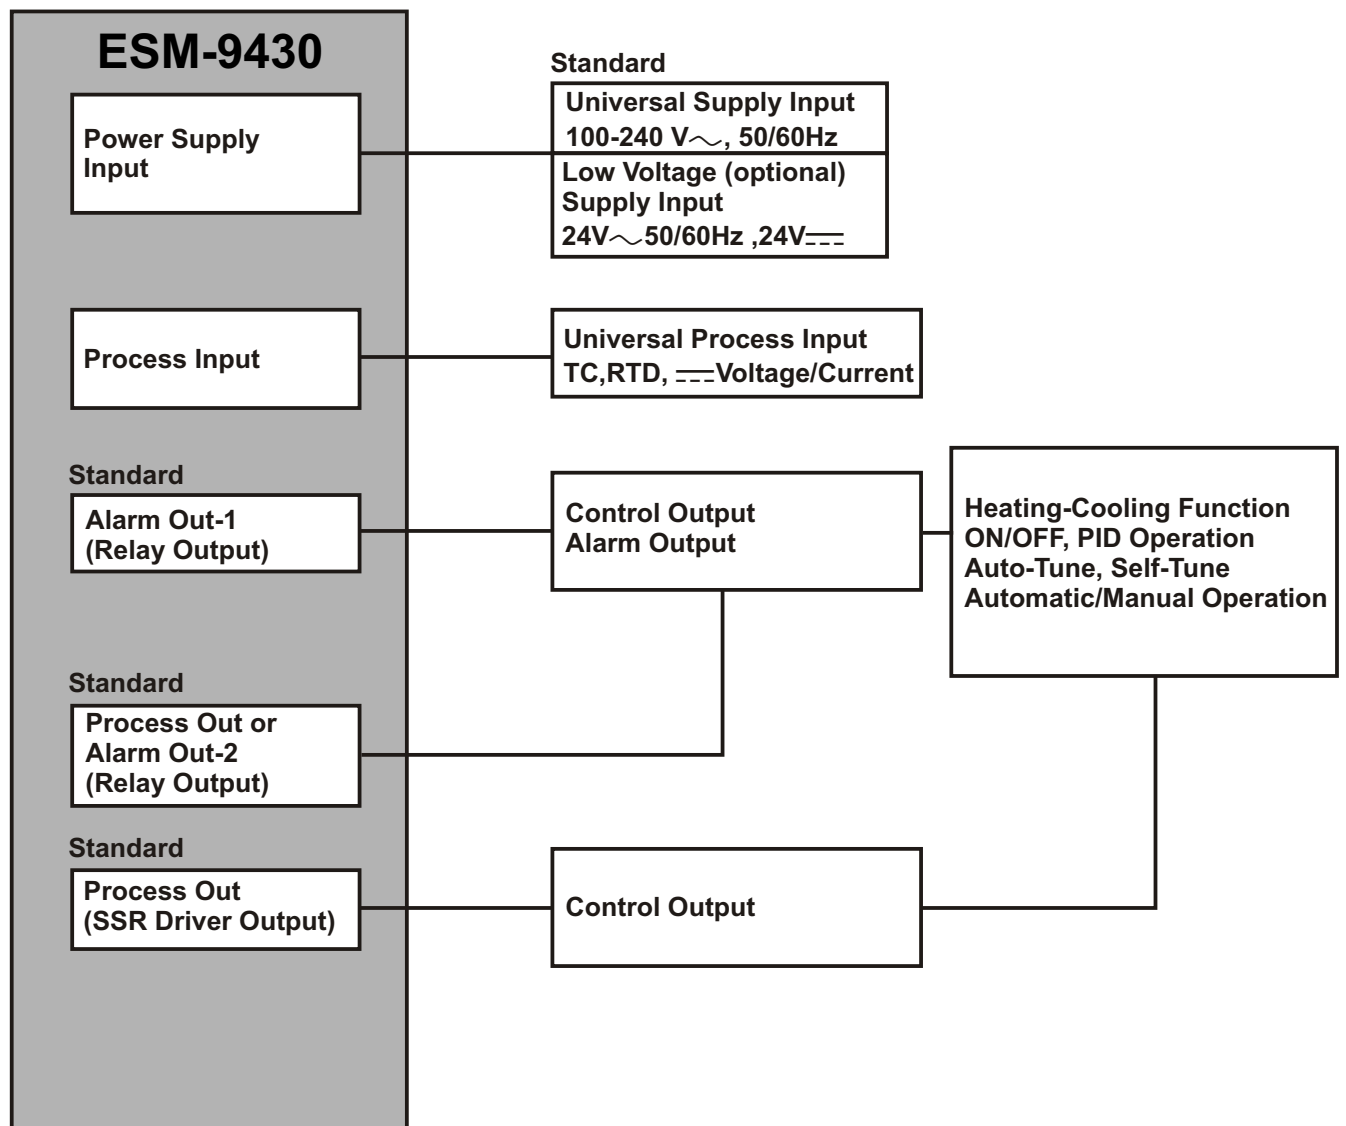 ESM-9430
Power Supply
Input
Standard
Universal Supply Input
100-240 V⏦, 50/60Hz
Low Voltage (optional)
Supply Input
24V⏦50/60Hz ,24V⎓
Process Input
Universal Process Input
TC,RTD, ⎓Voltage/Current
Standard
Alarm Out-1
(Relay Output)
Control Output
Alarm Output
Heating-Cooling Function
ON/OFF, PID Operation
Auto-Tune, Self-Tune
Automatic/Manual Operation
Standard
Process Out or
Alarm Out-2
(Relay Output)
Standard
Process Out
(SSR Driver Output)
Control Output